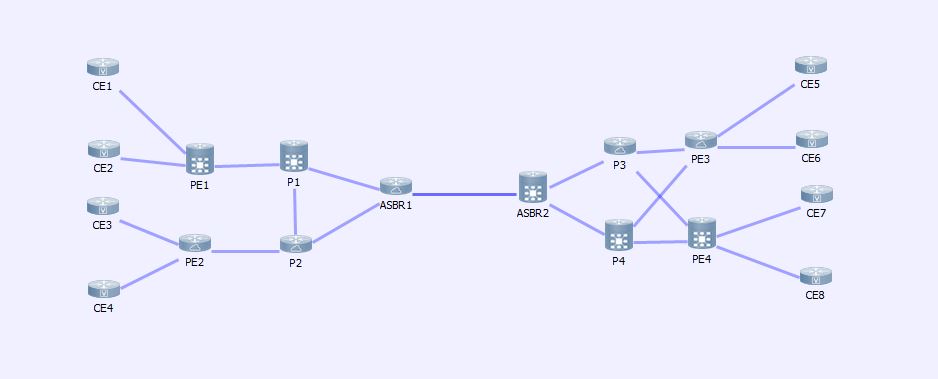 CE1
CE2
CE3
CE4
PE1
PE2
P1
P2
ASBR1
ASBR2
P3
P4
PE3
PE4
CE5
CE6
CE7
CE8